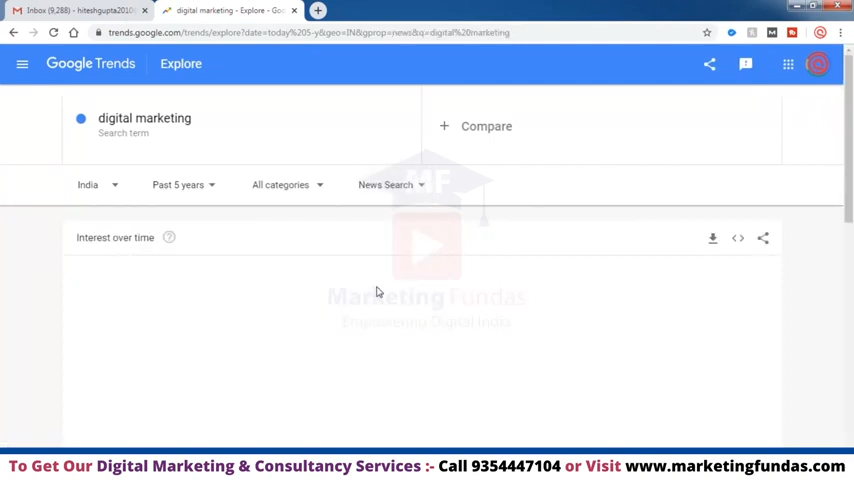 Inbox (9,288) - hiteshgupta2010@
digital marketing - Explore - Goo
trends.google.com/trends/explore?date=today%205-y&geo=IN&gprop=news&q=digital%20marketing
Google Trends Explore
digital marketing
Search term
+ Compare
India
Past 5 years
All categories
News Search
Interest over time
MF
Marketing Fundas
Empowering Digital India
To Get Our Digital Marketing & Consultancy Services :- Call 9354447104 or Visit www.marketingfundas.com